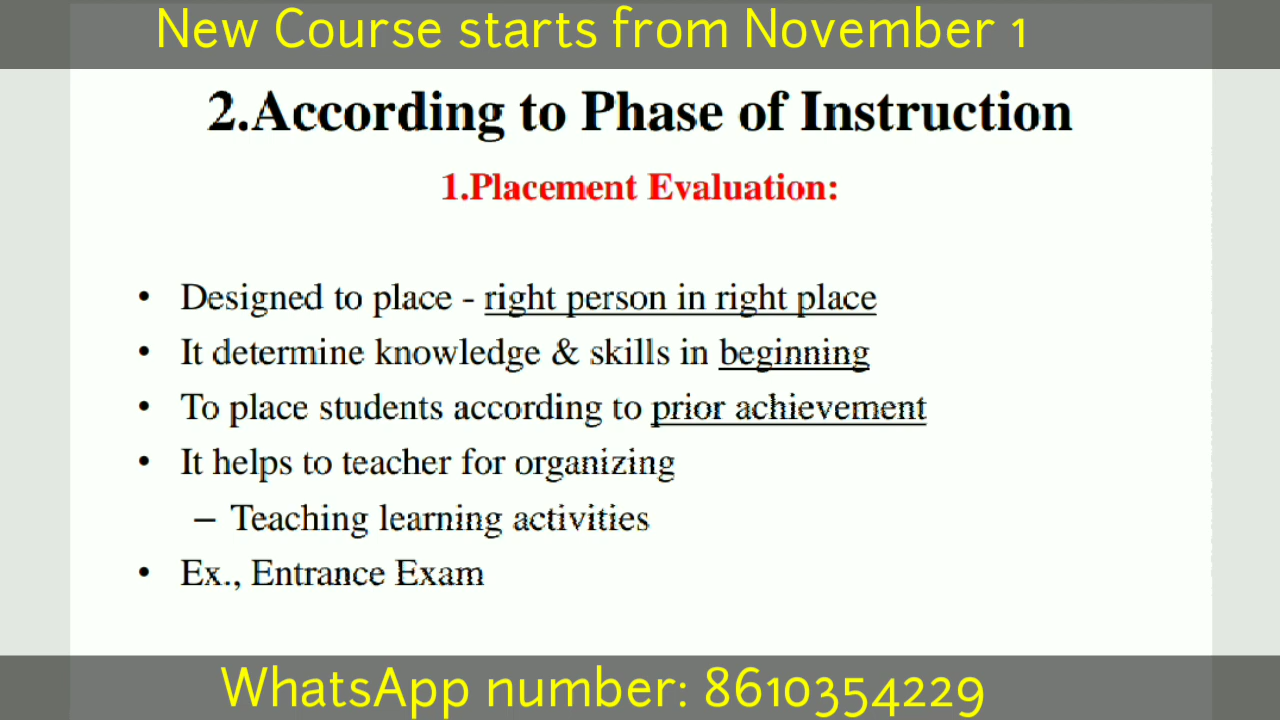 New Course starts from November 1
2.According to Phase of Instruction
1.Placement Evaluation:
• Designed to place - right person in right place
• It determine knowledge & skills in beginning
• To place students according to prior achievement
• It helps to teacher for organizing
– Teaching learning activities
• Ex., Entrance Exam
WhatsApp number: 8610354229